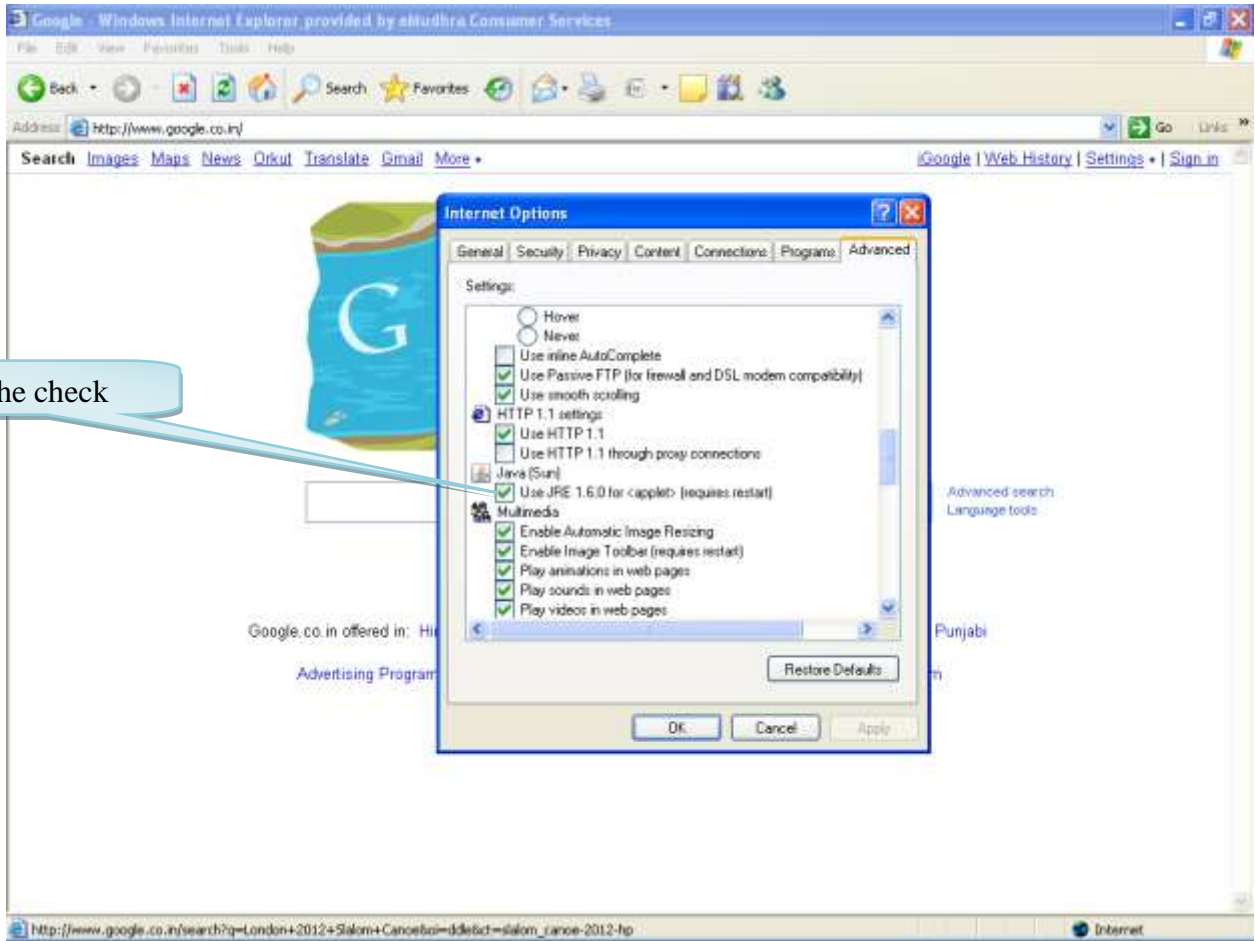 Google - Windows Internet Explorer provided by eMudhra Consumer Services
File Edit View Favorites Tools Help
Back Search Favorites
Address http://www.google.co.in/ Go Links »
Search Images Maps News Orkut Translate Gmail More
iGoogle | Web History | Settings | Sign in
G
Internet Options
General Security Privacy Content Connections Programs Advanced
Settings:
Hover
Never
Use inline AutoComplete
Use Passive FTP (for firewall and DSL modem compatibility)
Use smooth scrolling
he check
HTTP 1.1 settings
Use HTTP 1.1
Use HTTP 1.1 through proxy connections
Java (Sun)
Use JRE 1.6.0 for <applet> (requires restart)
Multimedia
Enable Automatic Image Resizing
Enable Image Toolbar (requires restart)
Play animations in web pages
Play sounds in web pages
Play videos in web pages
Advanced search
Language tools
Google.co.in offered in: Hi
Punjabi
Restore Defaults
Advertising Program
OK Cancel Apply
http://www.google.co.in/search?q=London+2012+Slalom+Canoe&oi=ddle&ct=slalom_canoe-2012-hp
Internet